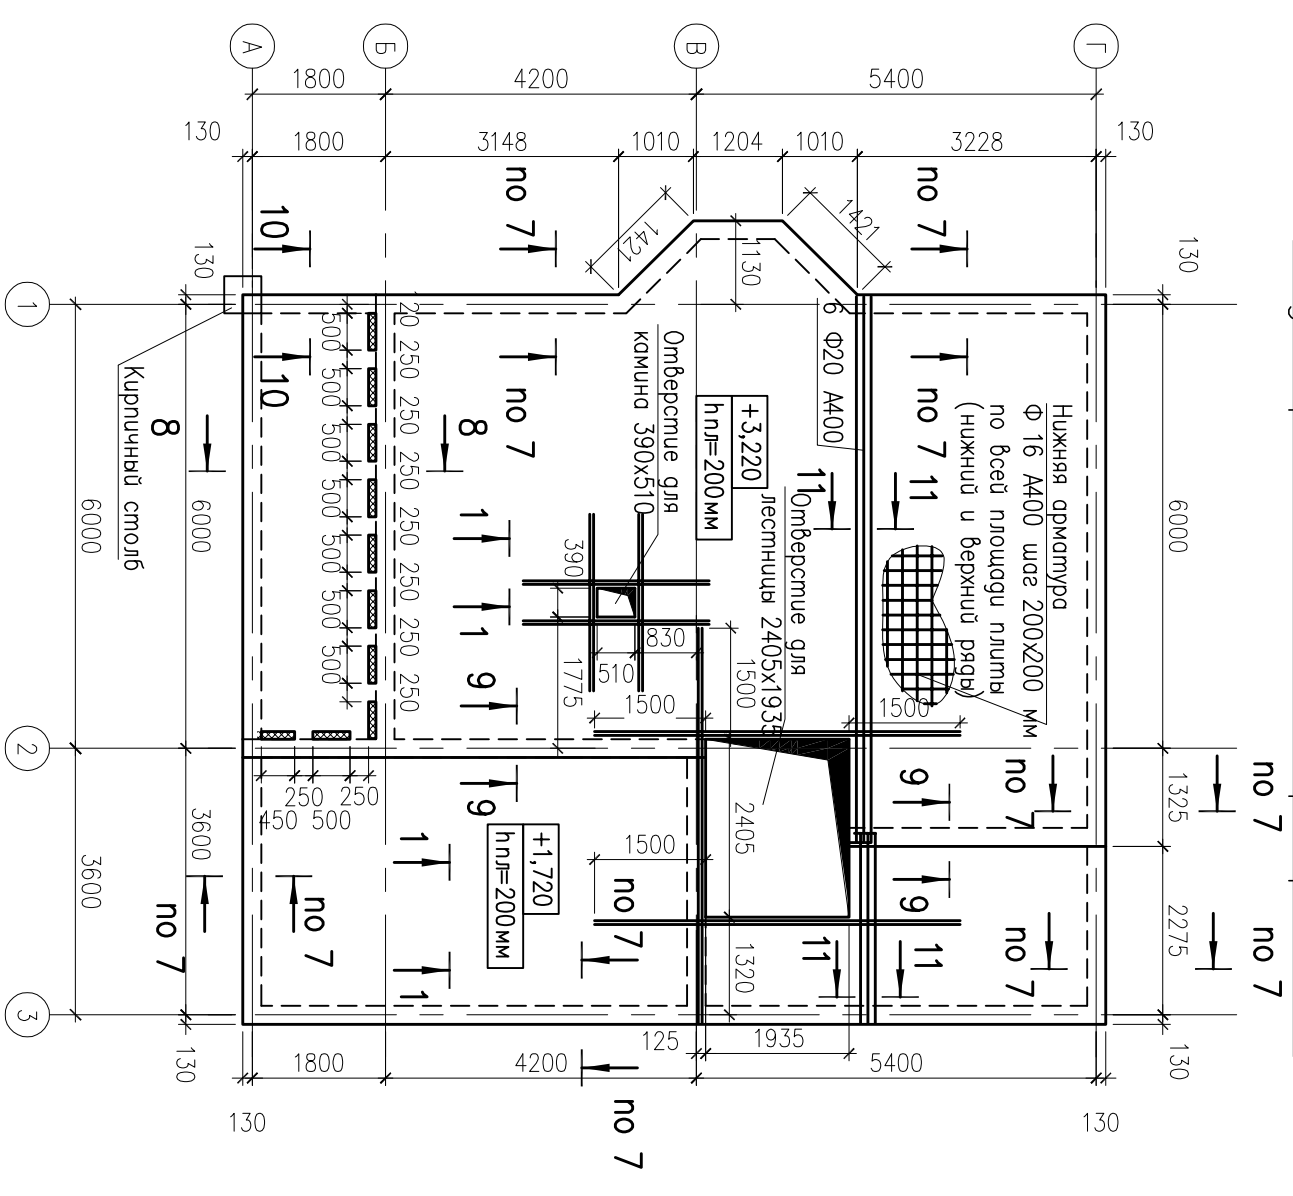 А
Б
В
Г
1800
4200
5400
130
1800
3148
1010
1204
1010
3228
130
по 7
по 7
10
1421
1421
1130
130
130
1
20 250 250 250 250 250 250 250
500 500 500 500 500 500 500
10
Кирпичный столб
8
8
по 7
по 7
6 Ф20 А400
Отверстие для
камина 390х510
+3,220
hпл=200мм
Отверстие для
лестницы 2405х1935
Нижняя арматура
Ф 16 А400 шаг 200х200 мм
по всей площади плиты
(нижний и верхний ряды)
11
11
6000
6000
6000
1
1
390
830
510
1775
1500
1500
1500
9
9
2
250
250
450
500
2405
1500
1320
9
9
по 7
по 7
1325
2275
3600
3600
+1,720
hпл=200мм
1
1
по 7
по 7
по 7
11
11
по 7
по 7
3
130
130
1800
4200
125
1935
5400
130
130
по 7